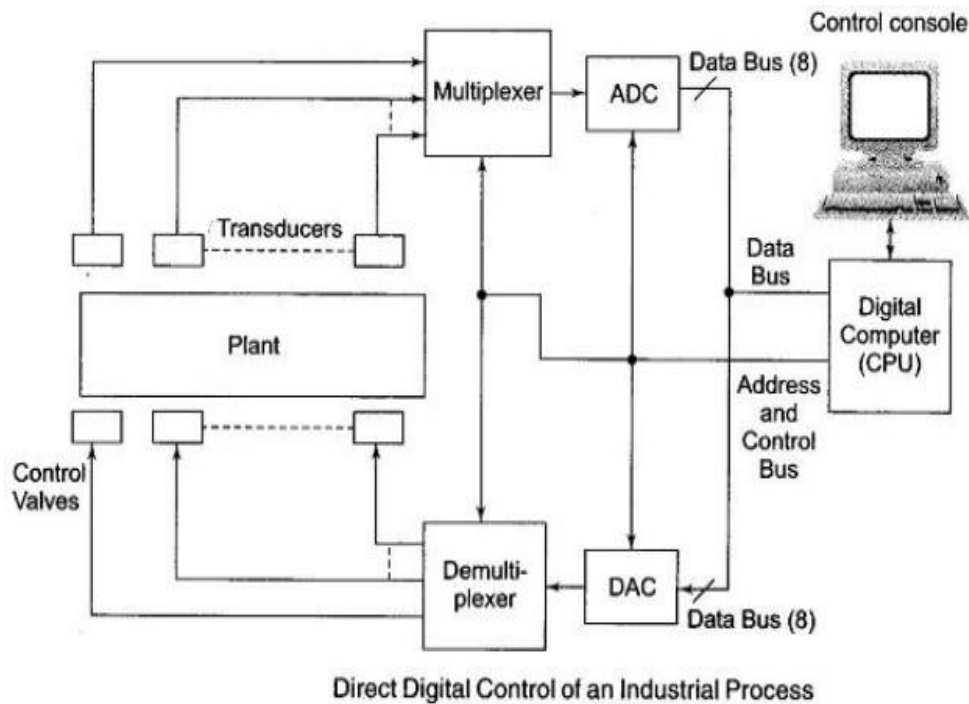 Control console
Multiplexer
ADC
Data Bus (8)
Transducers
Data
Bus
Digital
Computer
(CPU)
Plant
Address
and
Control
Bus
Control
Valves
Demulti-
plexer
DAC
Data Bus (8)
Direct Digital Control of an Industrial Process